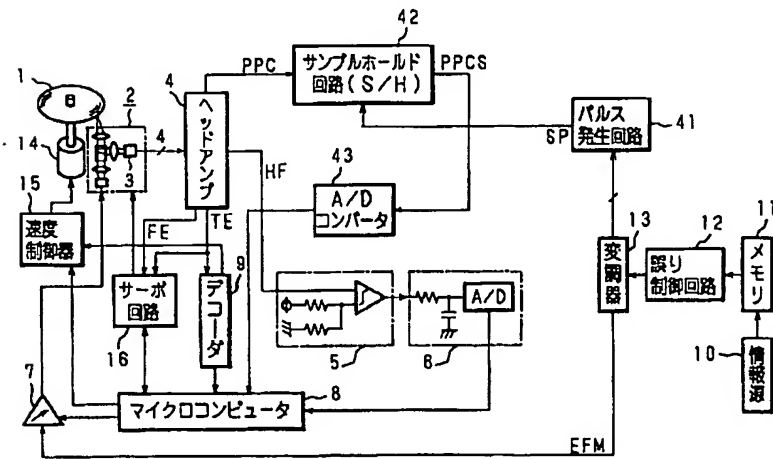 42
サンプルホールド
回路(S/H)
PPC
PPCS
1
2
4
ヘッドアンプ
パルス
発生回路
41
SP
14
3
4
HF
43
A/D
コンバータ
15
速度
制御器
FE
TE
9
デコーダ
13
変調器
12
誤り
制御回路
11
メモリ
サーボ
回路
16
A/D
5
6
10
情報源
7
マイクロコンピュータ
8
EFM